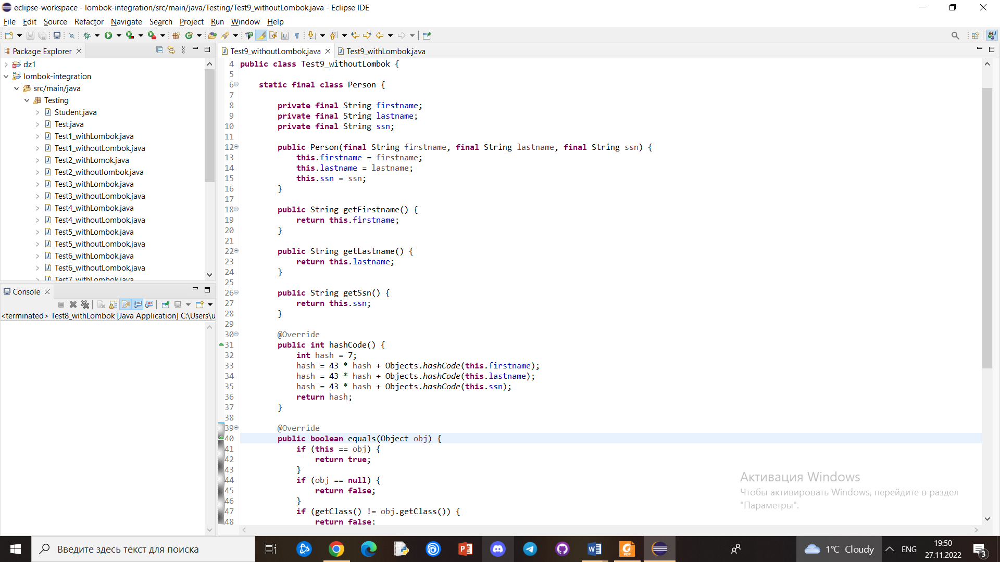 eclipse-workspace - lombok-integration/src/main/java/Testing/Test9_withoutLombok.java - Eclipse IDE
File Edit Source Refactor Navigate Search Project Run Window Help
Package Explorer
dz1
lombok-integration
src/main/java
Testing
Student.java
Test.java
Test1_withLombok.java
Test1_withoutLombok.java
Test2_withLomok.java
Test2_withoutlombok.java
Test3_withLombok.java
Test3_withoutLombok.java
Test4_withLombok.java
Test4_withoutLombok.java
Test5_withLombok.java
Test5_withoutLombok.java
Test6_withLombok.java
Test6_withoutLombok.java
Test7_withLombok.java
Console
<terminated> Test8_withLombok [Java Application] C:\Users\u
Test9_withoutLombok.java Test9_withLombok.java
4 public class Test9_withoutLombok {
5
6 static final class Person {
7
8 private final String firstname;
9 private final String lastname;
10 private final String ssn;
11
12 public Person(final String firstname, final String lastname, final String ssn) {
13 this.firstname = firstname;
14 this.lastname = lastname;
15 this.ssn = ssn;
16 }
17
18 public String getFirstname() {
19 return this.firstname;
20 }
21
22 public String getLastname() {
23 return this.lastname;
24 }
25
26 public String getSsn() {
27 return this.ssn;
28 }
29
30 @Override
31 public int hashCode() {
32 int hash = 7;
33 hash = 43 * hash + Objects.hashCode(this.firstname);
34 hash = 43 * hash + Objects.hashCode(this.lastname);
35 hash = 43 * hash + Objects.hashCode(this.ssn);
36 return hash;
37 }
38
39 @Override
40 public boolean equals(Object obj) {
41 if (this == obj) {
42 return true;
43 }
44 if (obj == null) {
45 return false;
46 }
47 if (getClass() != obj.getClass()) {
48 return false;
Активация Windows
Чтобы активировать Windows, перейдите в раздел
"Параметры".
Введите здесь текст для поиска
1°C Cloudy
ENG
19:50
27.11.2022
3